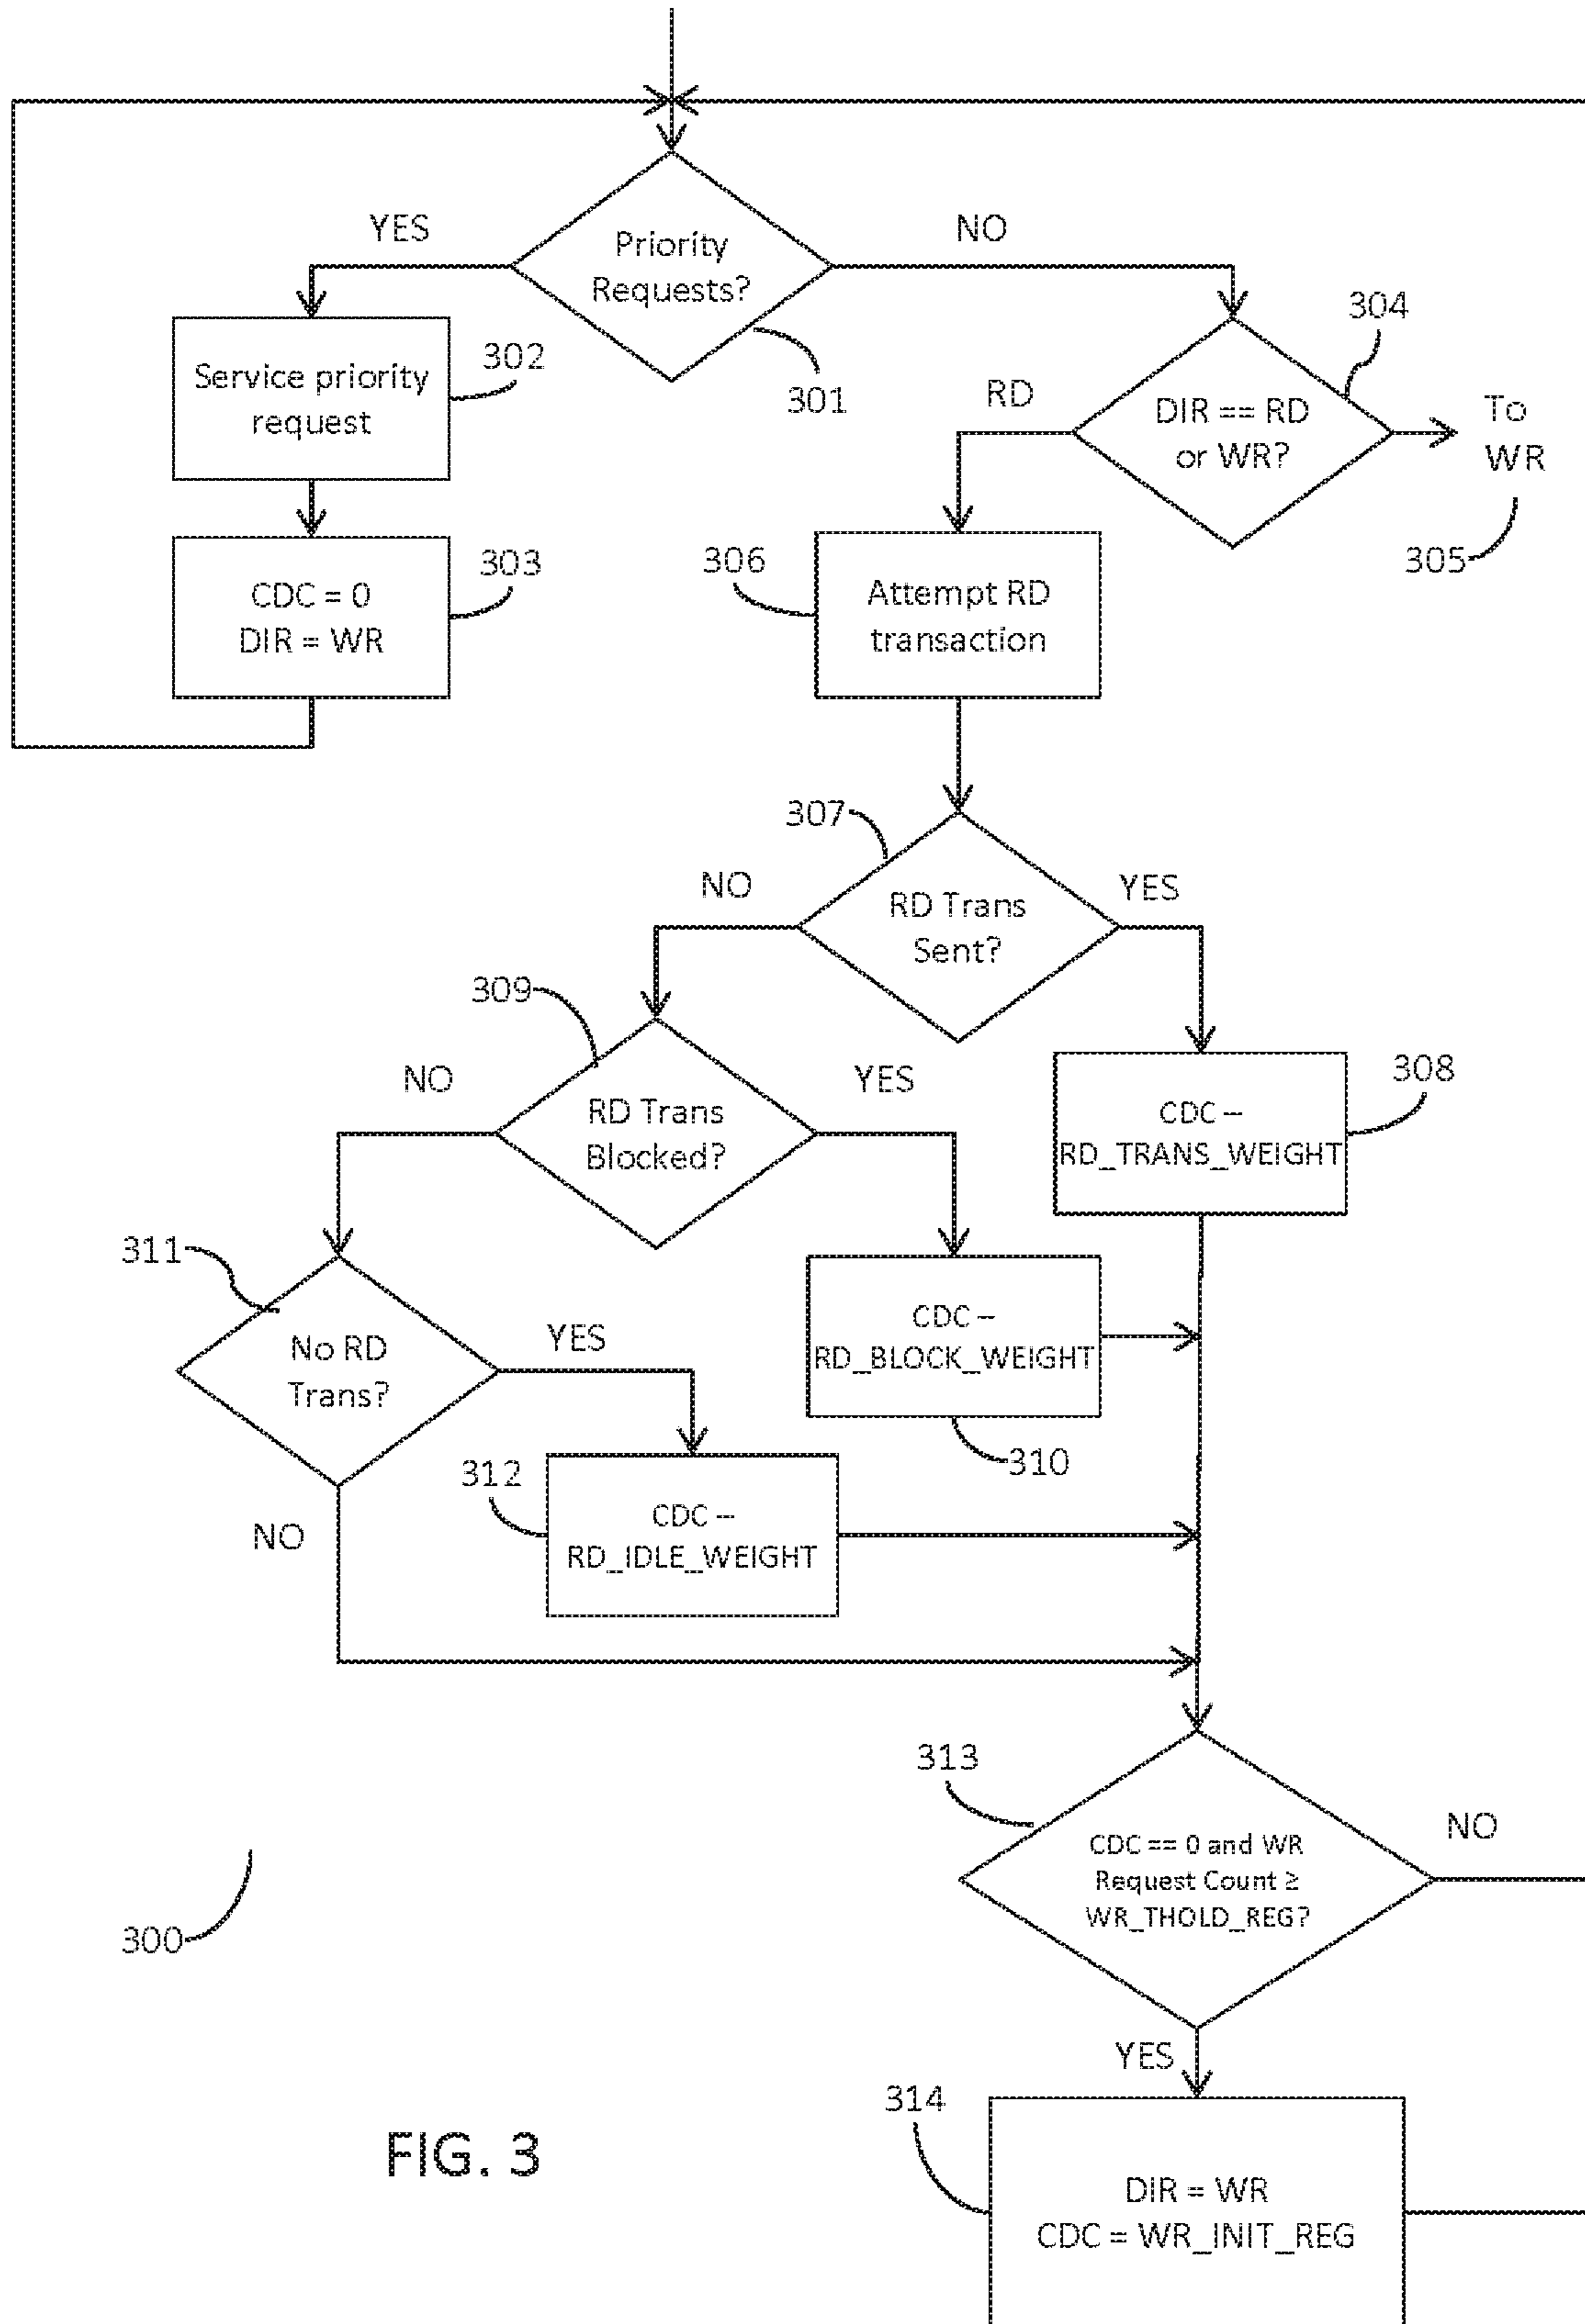 YES
NO
Priority
Requests?
301
Service priority
request
302
304
RD
DIR == RD
or WR?
To
WR
305
CDC = 0
DIR = WR
303
306
Attempt RD
transaction
307
NO
YES
RD Trans
Sent?
309
NO
YES
RD Trans
Blocked?
308
CDC –
RD_TRANS_WEIGHT
311
No RD
Trans?
YES
CDC –
RD_BLOCK_WEIGHT
310
312
NO
CDC –
RD_IDLE_WEIGHT
313
NO
CDC == 0 and WR
Request Count ≥
WR_THOLD_REG?
300
YES
314
DIR = WR
CDC = WR_INIT_REG
FIG. 3